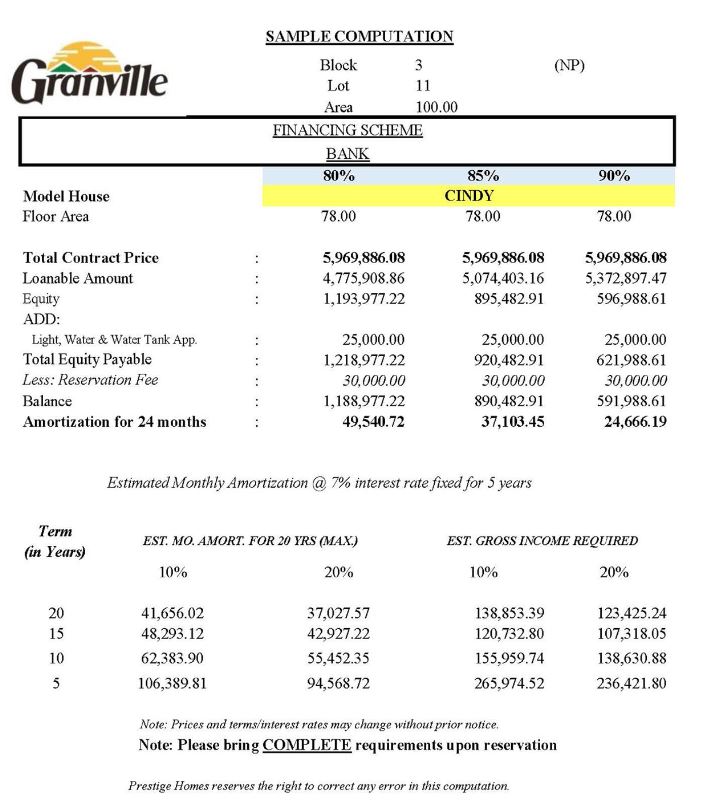 SAMPLE COMPUTATION
Granville
Block 3 (NP)
Lot 11
Area 100.00
FINANCING SCHEME
BANK
80% 85% 90%
Model House CINDY
Floor Area 78.00 78.00 78.00
Total Contract Price : 5,969,886.08 5,969,886.08 5,969,886.08
Loanable Amount : 4,775,908.86 5,074,403.16 5,372,897.47
Equity : 1,193,977.22 895,482.91 596,988.61
ADD:
Light, Water & Water Tank App. : 25,000.00 25,000.00 25,000.00
Total Equity Payable : 1,218,977.22 920,482.91 621,988.61
Less: Reservation Fee : 30,000.00 30,000.00 30,000.00
Balance : 1,188,977.22 890,482.91 591,988.61
Amortization for 24 months : 49,540.72 37,103.45 24,666.19
Estimated Monthly Amortization @ 7% interest rate fixed for 5 years
Term
(in Years) EST. MO. AMORT. FOR 20 YRS (MAX.) EST. GROSS INCOME REQUIRED
10% 20% 10% 20%
20 41,656.02 37,027.57 138,853.39 123,425.24
15 48,293.12 42,927.22 120,732.80 107,318.05
10 62,383.90 55,452.35 155,959.74 138,630.88
5 106,389.81 94,568.72 265,974.52 236,421.80
Note: Prices and terms/interest rates may change without prior notice.
Note: Please bring COMPLETE requirements upon reservation
Prestige Homes reserves the right to correct any error in this computation.